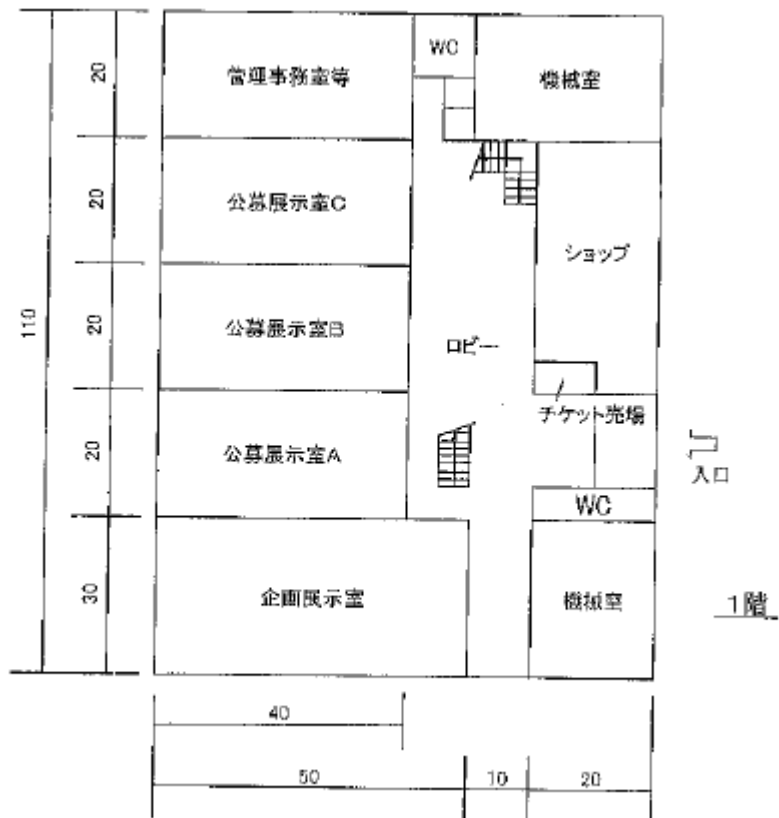 WC
管理事務室等
機械室
20
公募展示室C
20
ショップ
110
公募展示室B
20
ロビー
チケット売場
公募展示室A
20
入口
WC
企画展示室
機械室
30
1階
40
50
10
20